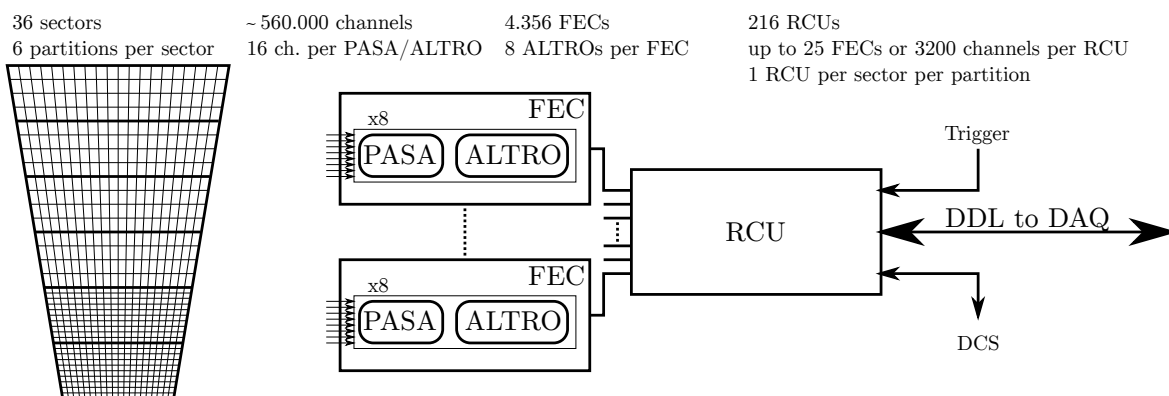 36 sectors
6 partitions per sector
~ 560.000 channels
16 ch. per PASA/ALTRO
4.356 FECs
8 ALTROs per FEC
216 RCUs
up to 25 FECs or 3200 channels per RCU
1 RCU per sector per partition
FEC
x8
PASA
ALTRO
FEC
x8
PASA
ALTRO
RCU
Trigger
DDL to DAQ
DCS